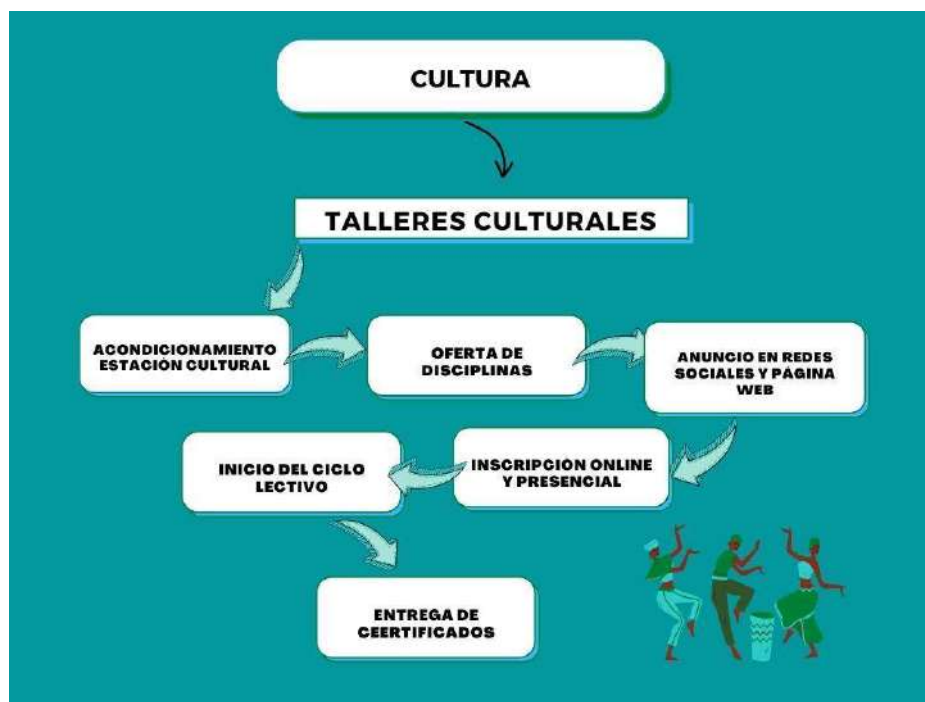 CULTURA
TALLERES CULTURALES
ACONDICIONAMIENTO
ESTACIÓN CULTURAL
OFERTA DE
DISCIPLINAS
ANUNCIO EN REDES
SOCIALES Y PÁGINA
WEB
INSCRIPCIÓN ONLINE
Y PRESENCIAL
INICIO DEL CICLO
LECTIVO
ENTREGA DE
CEERTIFICADOS